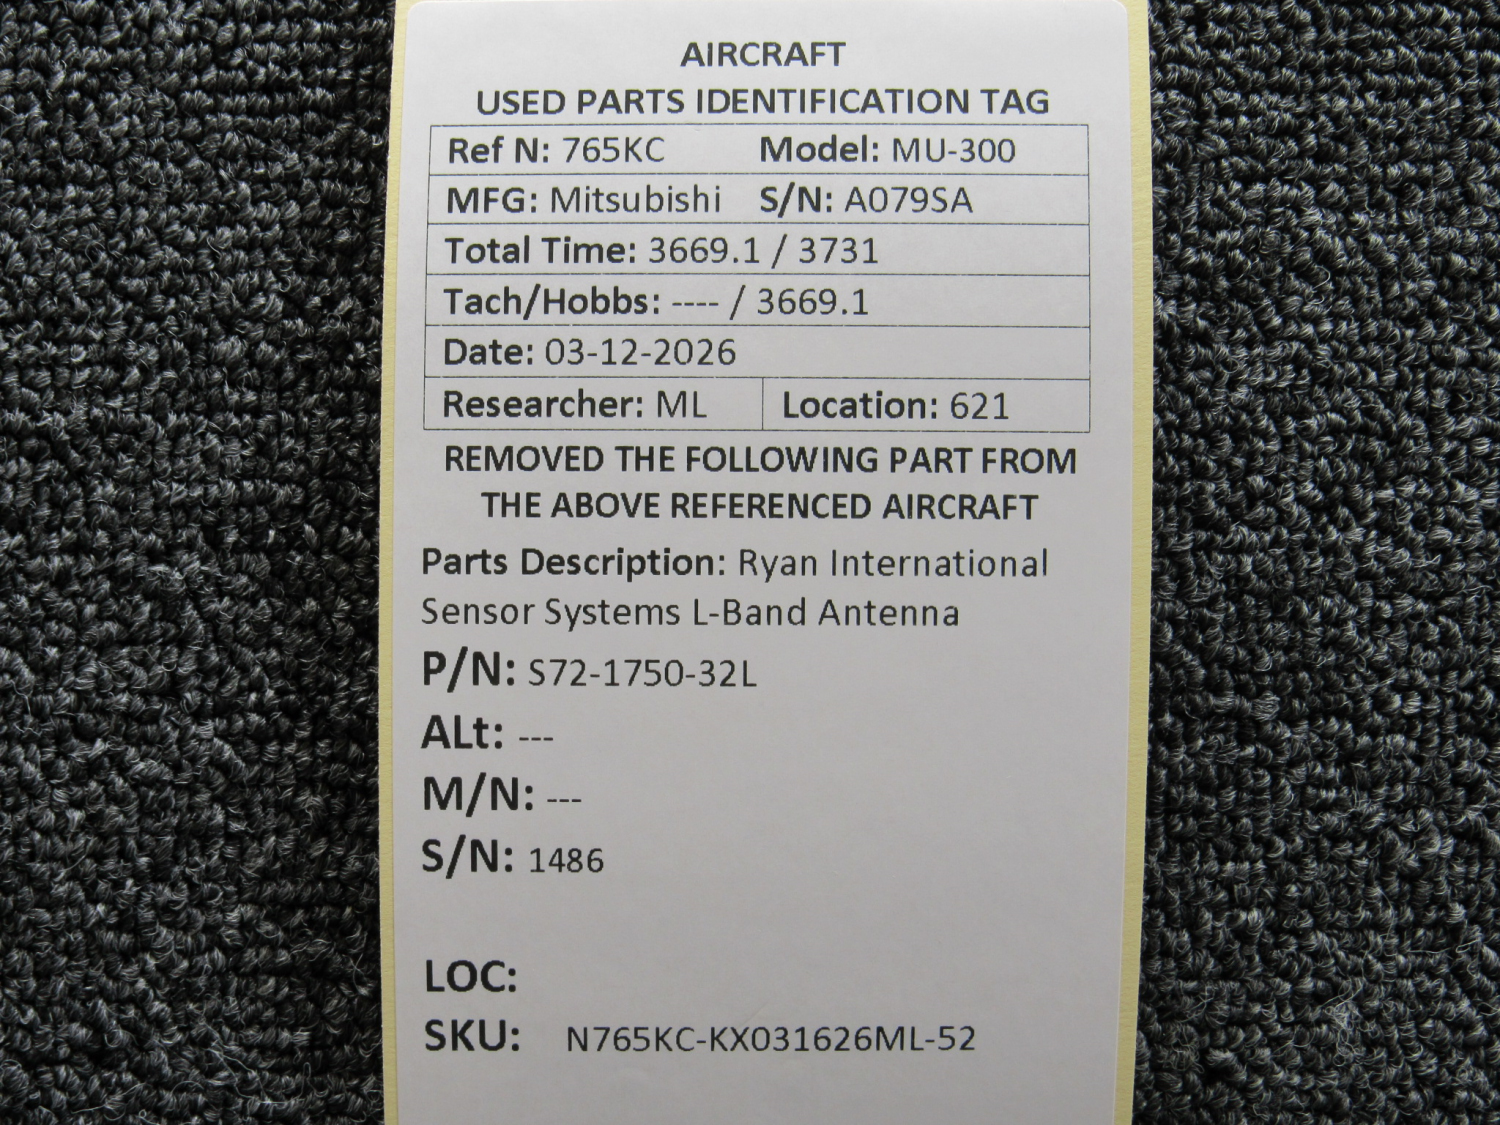 AIRCRAFT
USED PARTS IDENTIFICATION TAG
Ref N: 765KC Model: MU-300
MFG: Mitsubishi S/N: A079SA
Total Time: 3669.1 / 3731
Tach/Hobbs: ---- / 3669.1
Date: 03-12-2026
Researcher: ML Location: 621
REMOVED THE FOLLOWING PART FROM
THE ABOVE REFERENCED AIRCRAFT
Parts Description: Ryan International
Sensor Systems L-Band Antenna
P/N: S72-1750-32L
ALt: ---
M/N: ---
S/N: 1486
LOC:
SKU: N765KC-KX031626ML-52